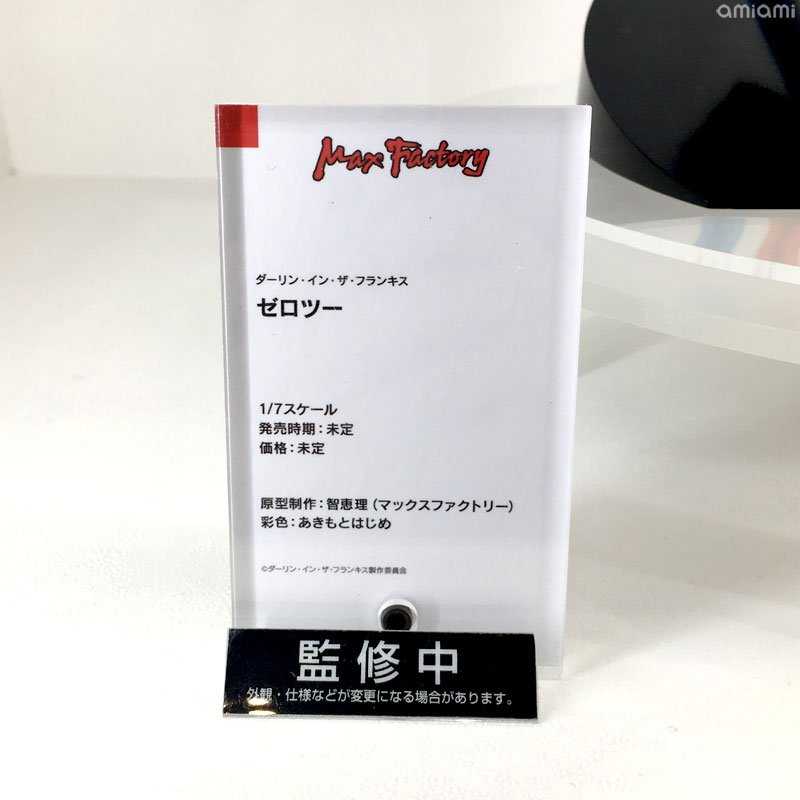 amiami
Max Factory
ダーリン・イン・ザ・フランキス
ゼロツー
1/7スケール
発売時期：未定
価格：未定
原型制作：智恵理（マックスファクトリー）
彩色：あきもとはじめ
©ダーリン・イン・ザ・フランキス製作委員会
監修中
外観・仕様などが変更になる場合があります。